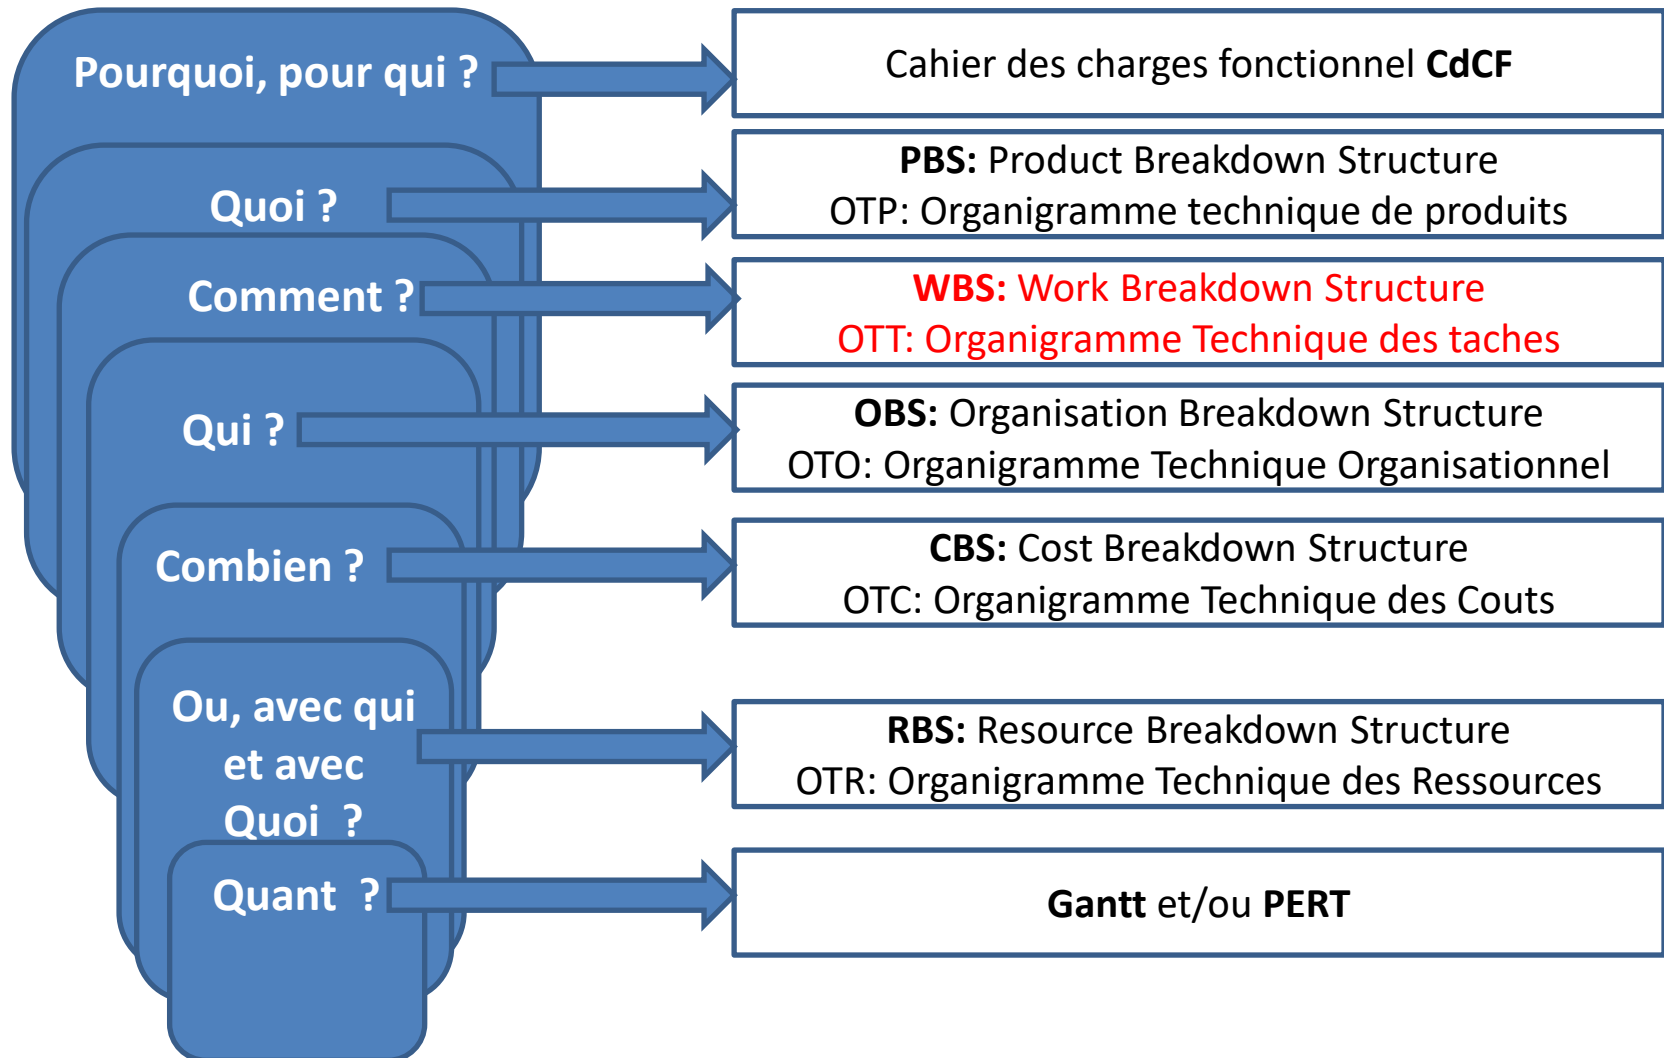 Pourquoi, pour qui ?
Cahier des charges fonctionnel CdCF
Quoi ?
PBS: Product Breakdown Structure
OTP: Organigramme technique de produits
Comment ?
WBS: Work Breakdown Structure
OTT: Organigramme Technique des taches
Qui ?
OBS: Organisation Breakdown Structure
OTO: Organigramme Technique Organisationnel
Combien ?
CBS: Cost Breakdown Structure
OTC: Organigramme Technique des Couts
Ou, avec qui
et avec
Quoi ?
RBS: Resource Breakdown Structure
OTR: Organigramme Technique des Ressources
Quant ?
Gantt et/ou PERT